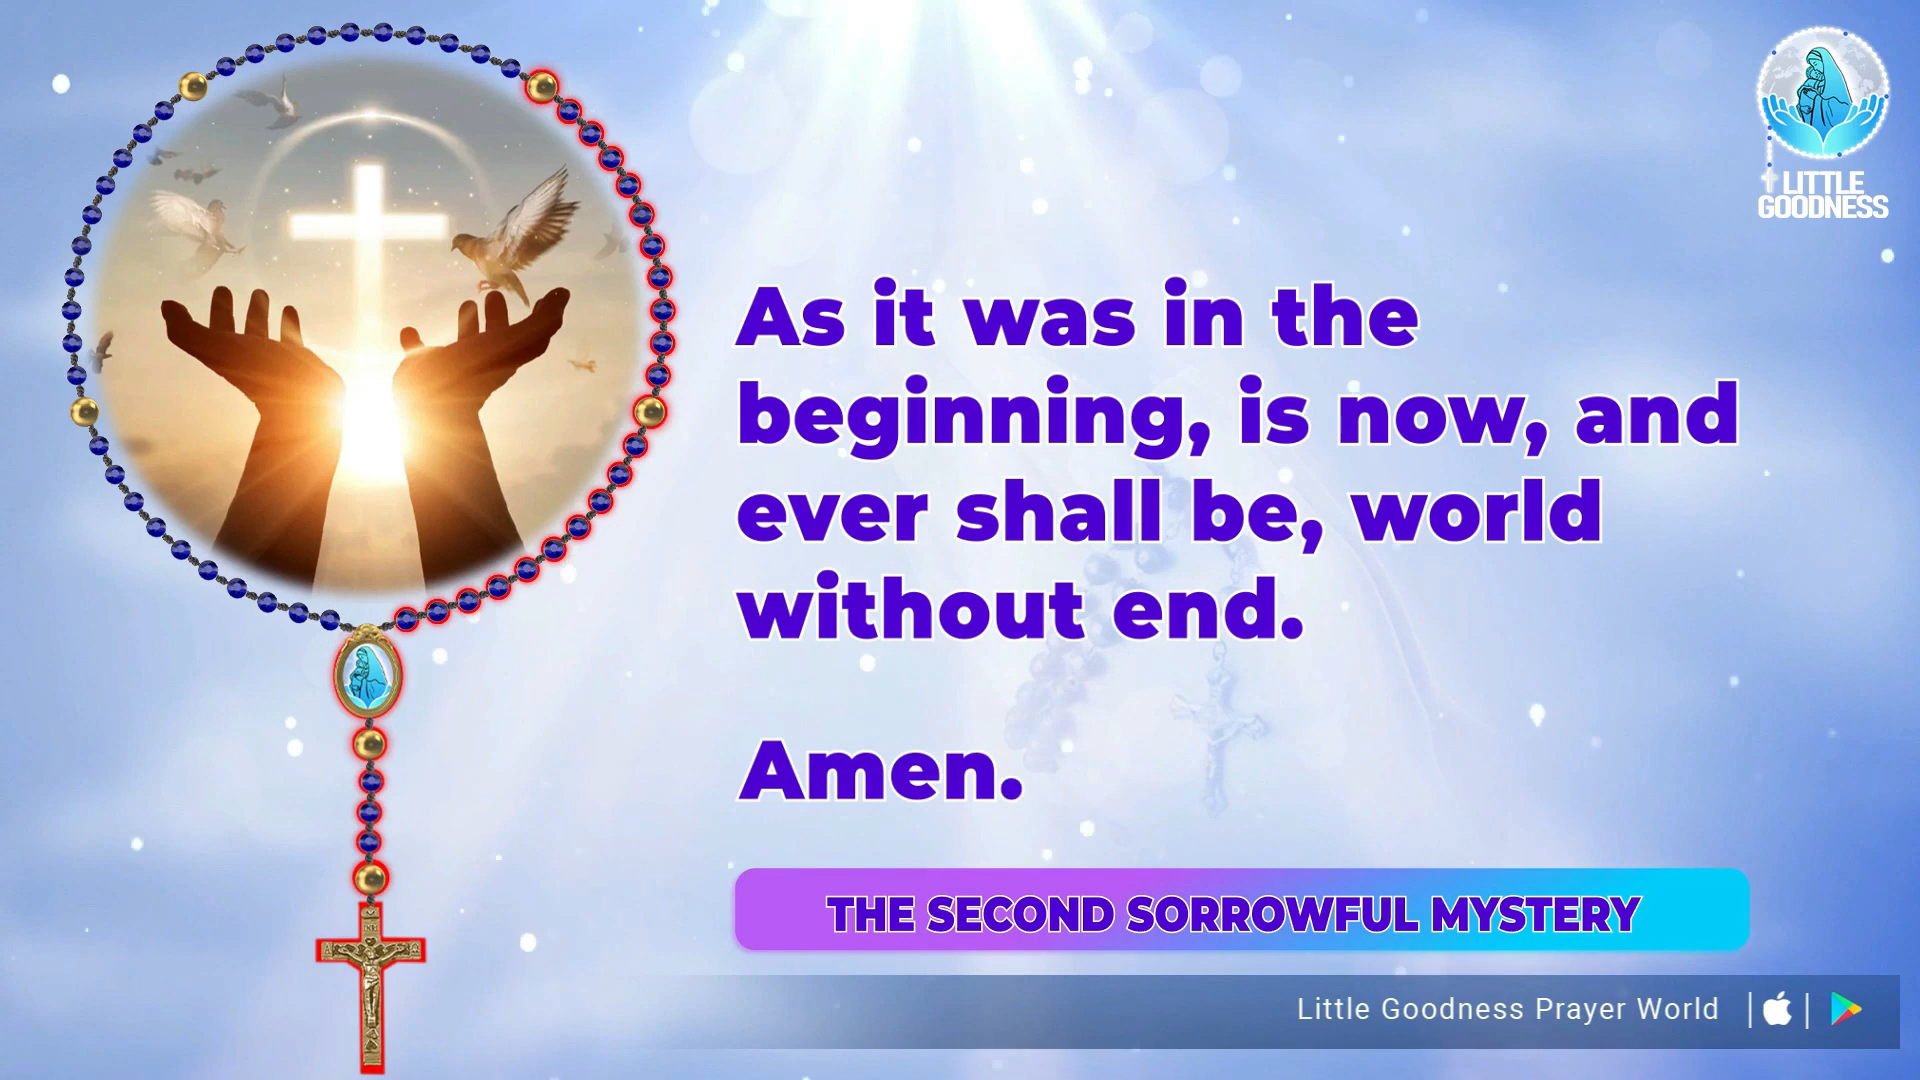 LITTLE
GOODNESS
As it was in the
beginning, is now, and
ever shall be, world
without end.
Amen.
THE SECOND SORROWFUL MYSTERY
Little Goodness Prayer World